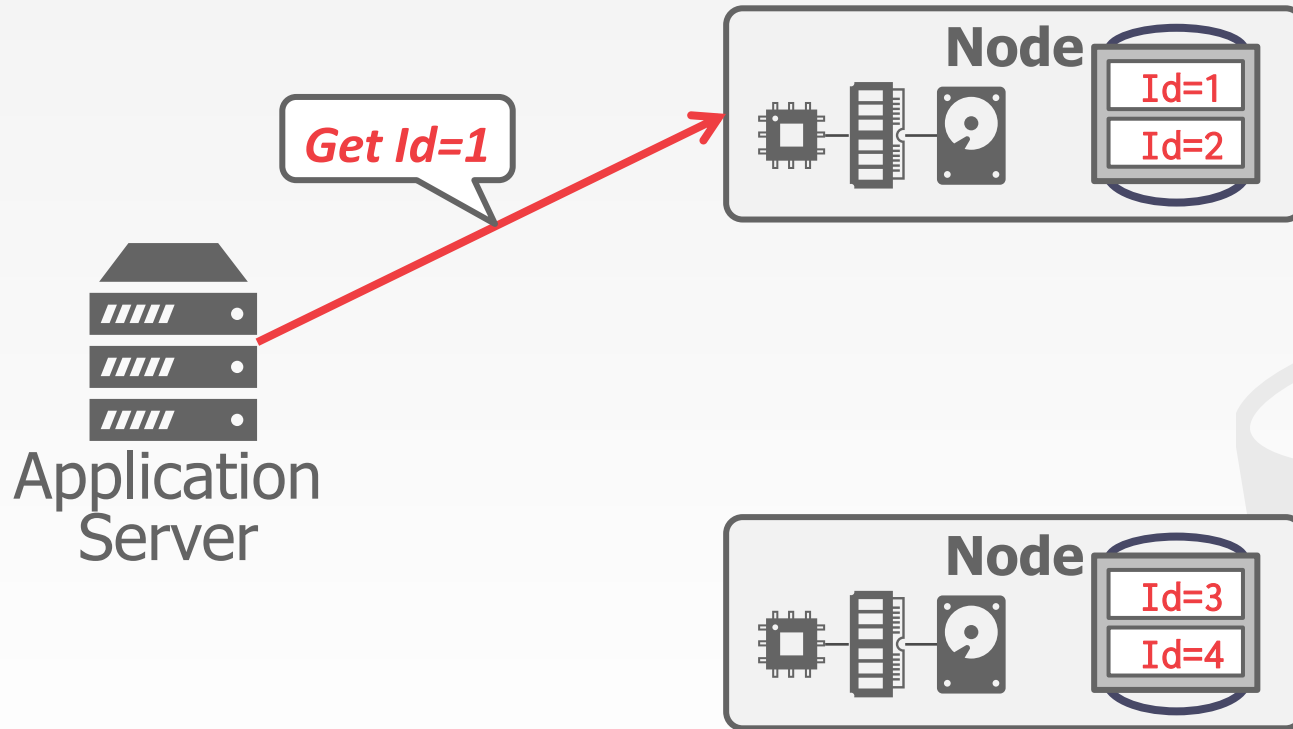 Node
Id=1
Id=2
Get Id=1
Application
Server
Node
Id=3
Id=4